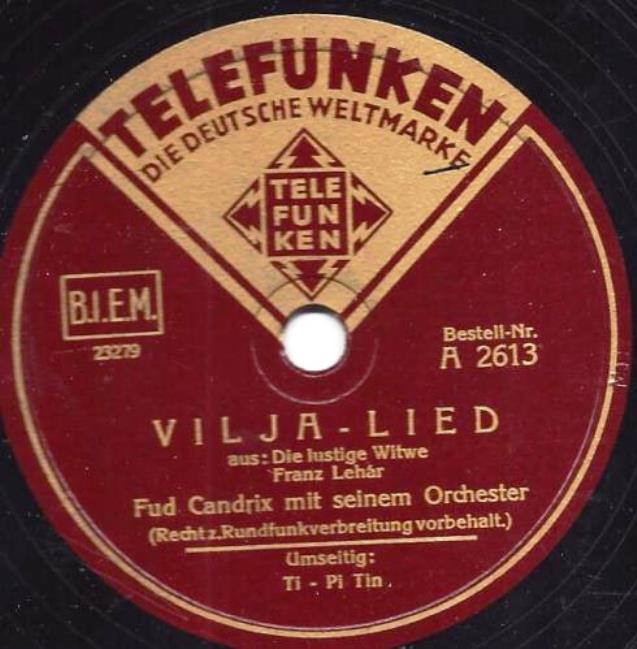 TELEFUNKEN
DIE DEUTSCHE WELTMARKE
TELE
FUN
KEN
B.I.E.M.
23279
Bestell-Nr.
A 2613
VILJA - LIED
aus: Die lustige Witwe
Franz Lehár
Fud Candrix mit seinem Orchester
(Recht z. Rundfunkverbreitung vorbehalt.)
Umseitig:
Ti - Pi Tin